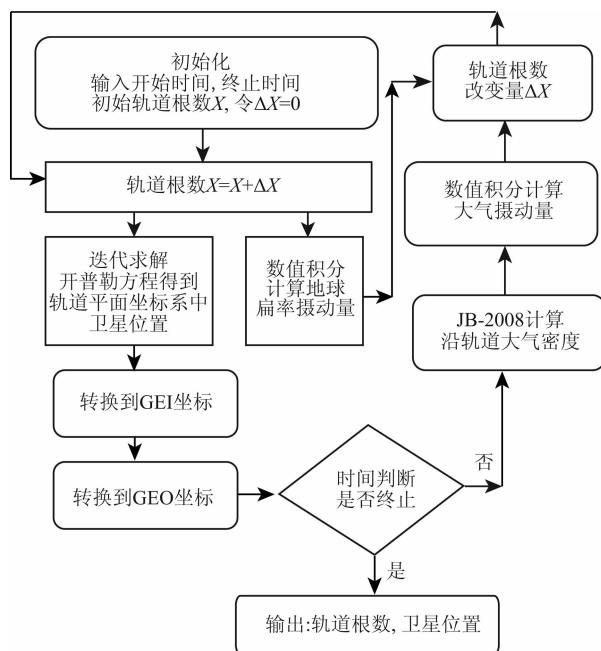 初始化
输入开始时间, 终止时间
初始轨道根数X, 令ΔX=0
轨道根数
改变量ΔX
轨道根数X=X+ΔX
数值积分计算
大气摄动量
迭代求解
开普勒方程得到
轨道平面坐标系中
卫星位置
数值积分
计算地球
扁率摄动量
JB-2008计算
沿轨道大气密度
转换到GEI坐标
转换到GEO坐标
时间判断
是否终止
否
是
输出:轨道根数, 卫星位置